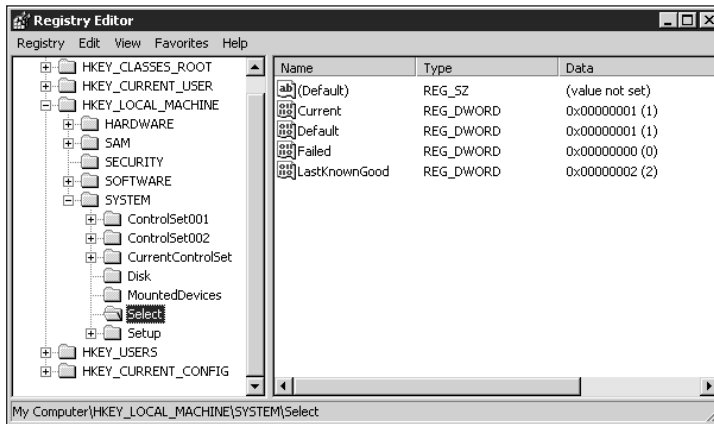 Registry Editor
Registry Edit View Favorites Help
HKEY_CLASSES_ROOT
HKEY_CURRENT_USER
HKEY_LOCAL_MACHINE
HARDWARE
SAM
SECURITY
SOFTWARE
SYSTEM
ControlSet001
ControlSet002
CurrentControlSet
Disk
MountedDevices
Select
Setup
HKEY_USERS
HKEY_CURRENT_CONFIG
Name Type Data
(Default) REG_SZ (value not set)
Current REG_DWORD 0x00000001 (1)
Default REG_DWORD 0x00000001 (1)
Failed REG_DWORD 0x00000000 (0)
LastKnownGood REG_DWORD 0x00000002 (2)
My Computer\HKEY_LOCAL_MACHINE\SYSTEM\Select